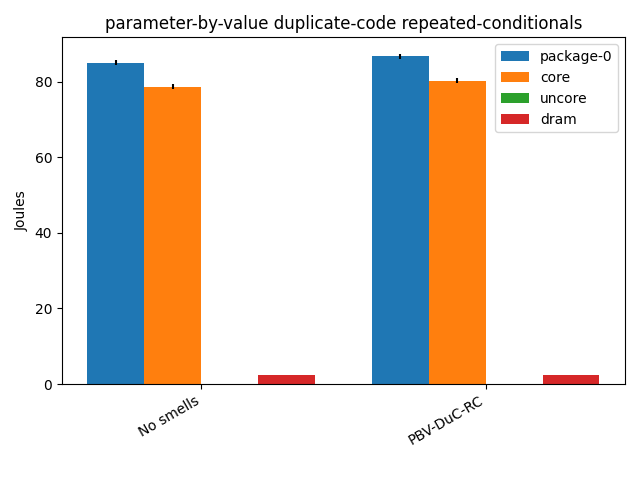 parameter-by-value duplicate-code repeated-conditionals
package-0
core
uncore
dram
Joules
80
60
40
20
0
No smells
PBV-DuC-RC